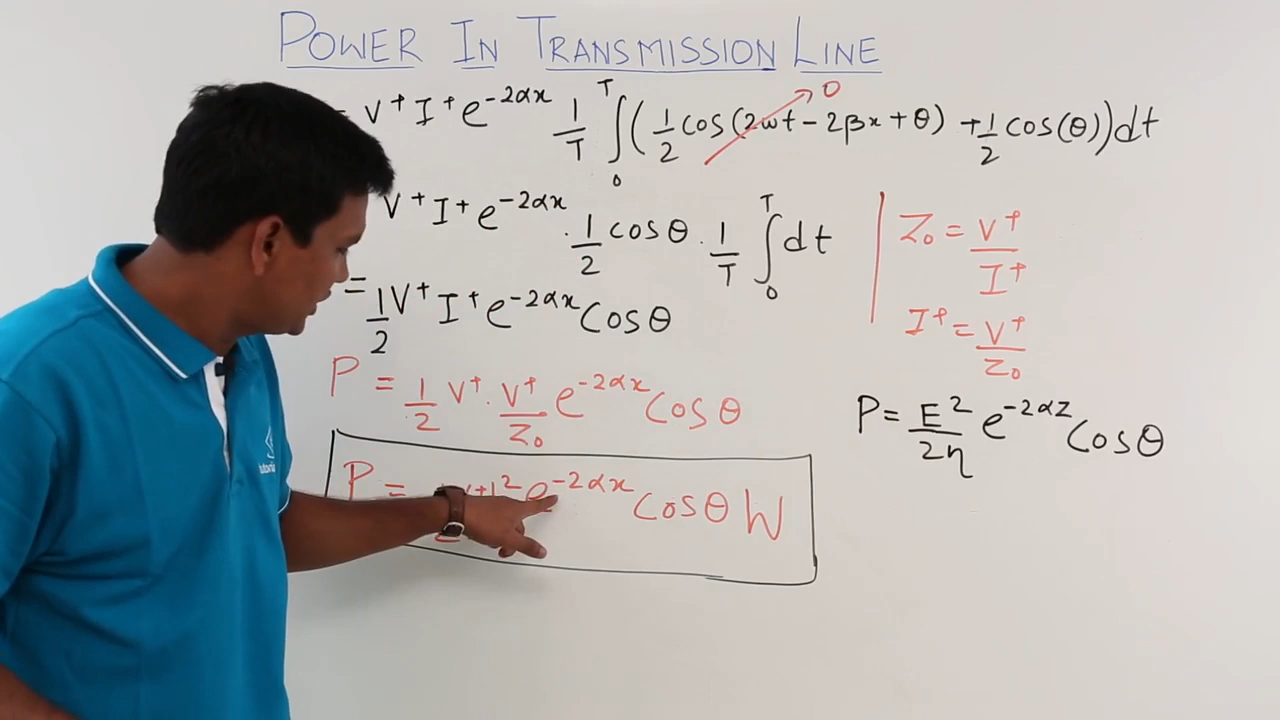 POWER IN TRANSMISSION LINE
= V⁺ I⁺ e^{-2αx} 1/T ∫₀ᵀ (1/2 cos(2ωt - 2βx + θ) + 1/2 cos(θ)) dt → 0
V⁺ I⁺ e^{-2αx} · 1/2 cosθ · 1/T ∫₀ᵀ dt
= 1/2 V⁺ I⁺ e^{-2αx} Cosθ
P = 1/2 V⁺ · V⁺/Z₀ e^{-2αx} Cosθ
P = |V⁺|² e^{-2αx} Cosθ W
Z₀ = V⁺/I⁺
I⁺ = V⁺/Z₀
P = E²/2η e^{-2αz} Cosθ